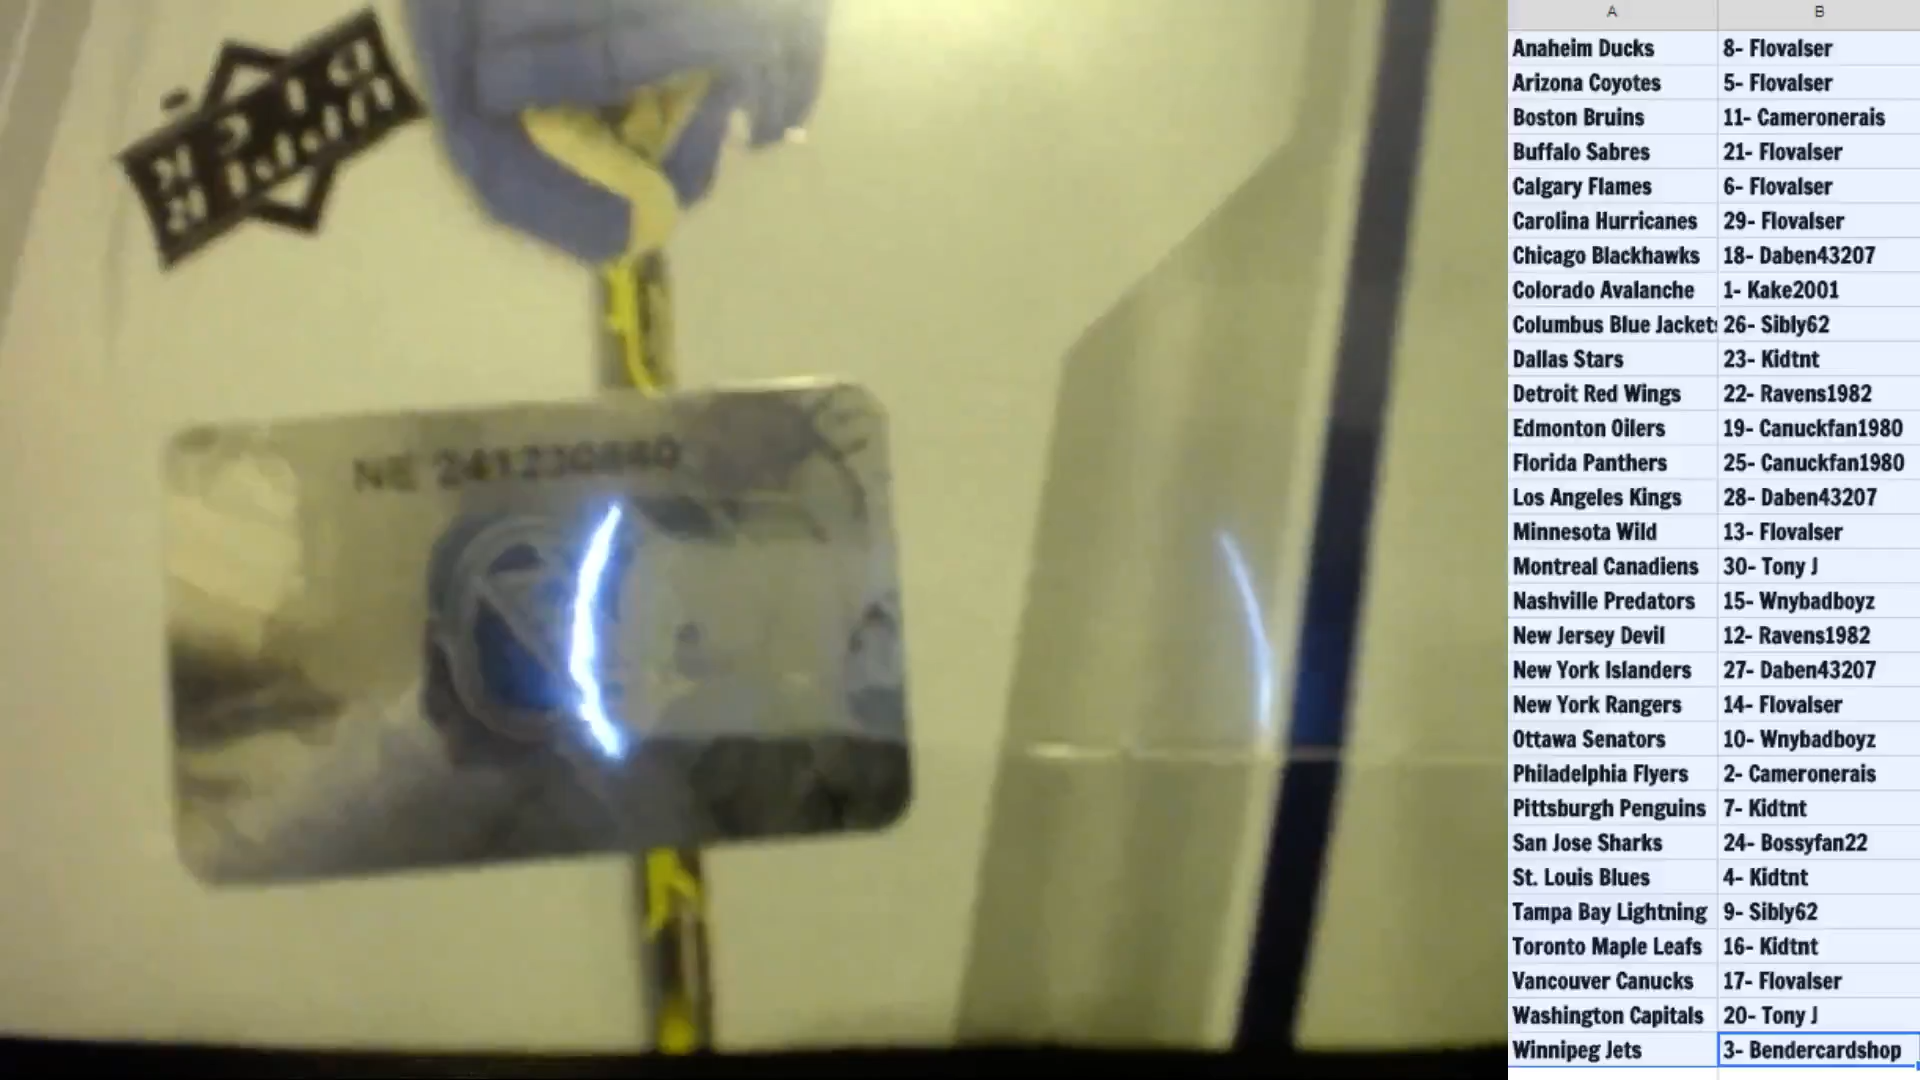 A B
Anaheim Ducks 8- Flovalser
Arizona Coyotes 5- Flovalser
Boston Bruins 11- Cameronerais
Buffalo Sabres 21- Flovalser
Calgary Flames 6- Flovalser
Carolina Hurricanes 29- Flovalser
Chicago Blackhawks 18- Daben43207
Colorado Avalanche 1- Kake2001
Columbus Blue Jackets 26- Sibly62
Dallas Stars 23- Kidtnt
Detroit Red Wings 22- Ravens1982
Edmonton Oilers 19- Canuckfan1980
Florida Panthers 25- Canuckfan1980
Los Angeles Kings 28- Daben43207
Minnesota Wild 13- Flovalser
Montreal Canadiens 30- Tony J
Nashville Predators 15- Wnybadboyz
New Jersey Devil 12- Ravens1982
New York Islanders 27- Daben43207
New York Rangers 14- Flovalser
Ottawa Senators 10- Wnybadboyz
Philadelphia Flyers 2- Cameronerais
Pittsburgh Penguins 7- Kidtnt
San Jose Sharks 24- Bossyfan22
St. Louis Blues 4- Kidtnt
Tampa Bay Lightning 9- Sibly62
Toronto Maple Leafs 16- Kidtnt
Vancouver Canucks 17- Flovalser
Washington Capitals 20- Tony J
Winnipeg Jets 3- Bendercardshop